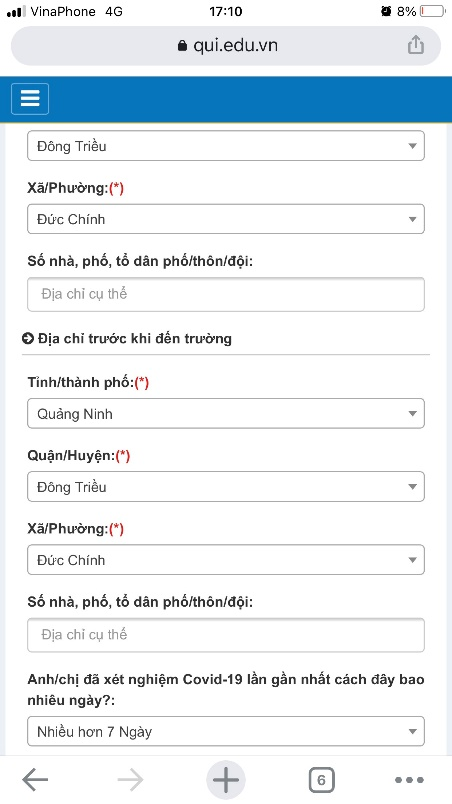 VinaPhone 4G 17:10 8%
qui.edu.vn
Đông Triều
Xã/Phường:(*)
Đức Chính
Số nhà, phố, tổ dân phố/thôn/đội:
Địa chỉ cụ thể
Địa chỉ trước khi đến trường
Tỉnh/thành phố:(*)
Quảng Ninh
Quận/Huyện:(*)
Đông Triều
Xã/Phường:(*)
Đức Chính
Số nhà, phố, tổ dân phố/thôn/đội:
Địa chỉ cụ thể
Anh/chị đã xét nghiệm Covid-19 lần gần nhất cách đây bao
nhiêu ngày?:
Nhiều hơn 7 Ngày
6